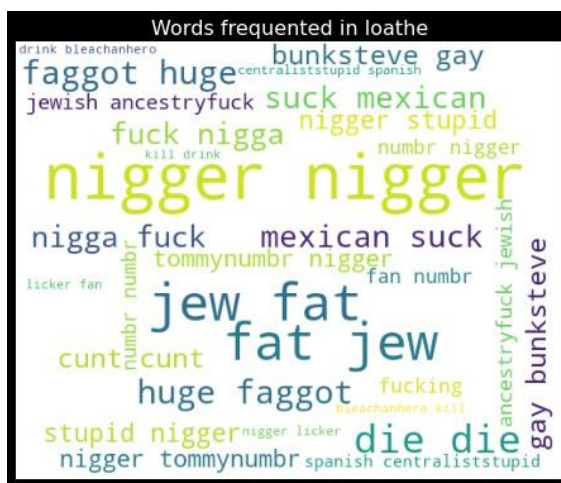 Words frequented in loathe
drink bleachanhero
bunksteve gay
faggot huge
centraliststupid spanish
jewish ancestryfuck
suck mexican
fuck nigga
nigger stupid
kill drink
numbr nigger
nigger nigger
nigga fuck
mexican suck
numbr numbr
tommynumbr nigger
fan numbr
licker fan
jew fat
fat jew
cunt cunt
huge faggot
fucking
bleachanhero kill
ancestryfuck jewish
gay bunksteve
stupid nigger
nigger licker
die die
nigger tommynumbr
spanish centraliststupid